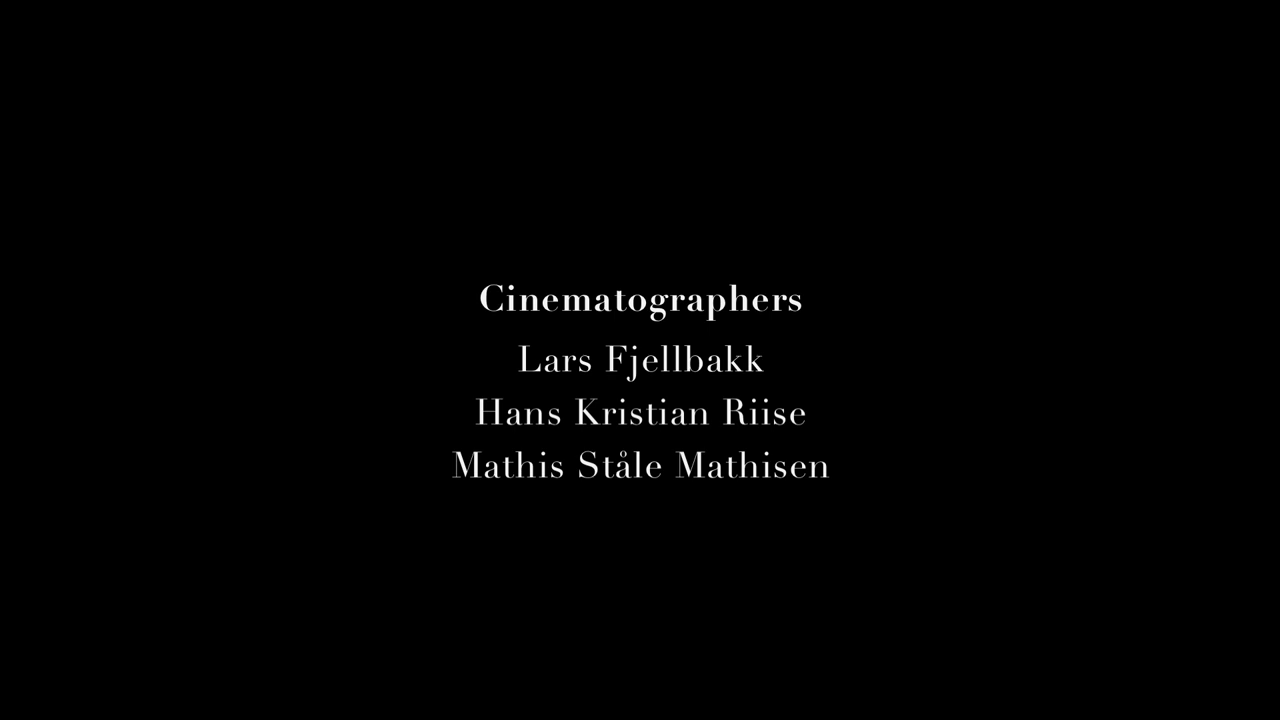 Cinematographers
Lars Fjellbakk
Hans Kristian Riise
Mathis Ståle Mathisen